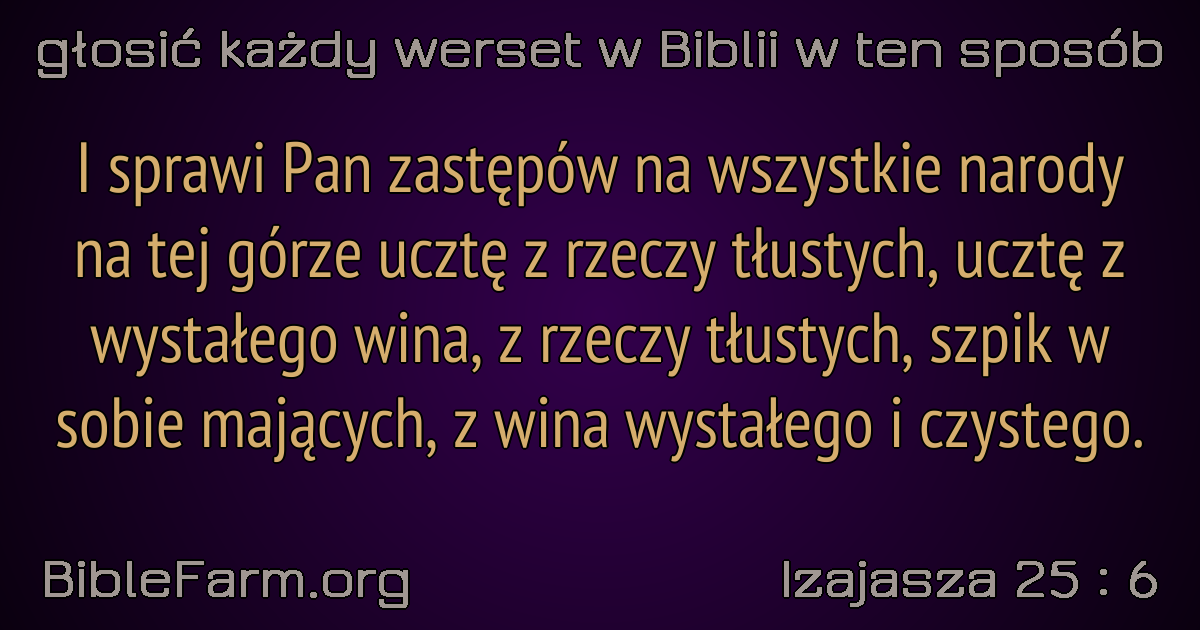 głosić każdy werset w Biblii w ten sposób
I sprawi Pan zastępów na wszystkie narody
na tej górze ucztę z rzeczy tłustych, ucztę z
wystałego wina, z rzeczy tłustych, szpik w
sobie mających, z wina wystałego i czystego.
BibleFarm.org
Izajasza 25 : 6